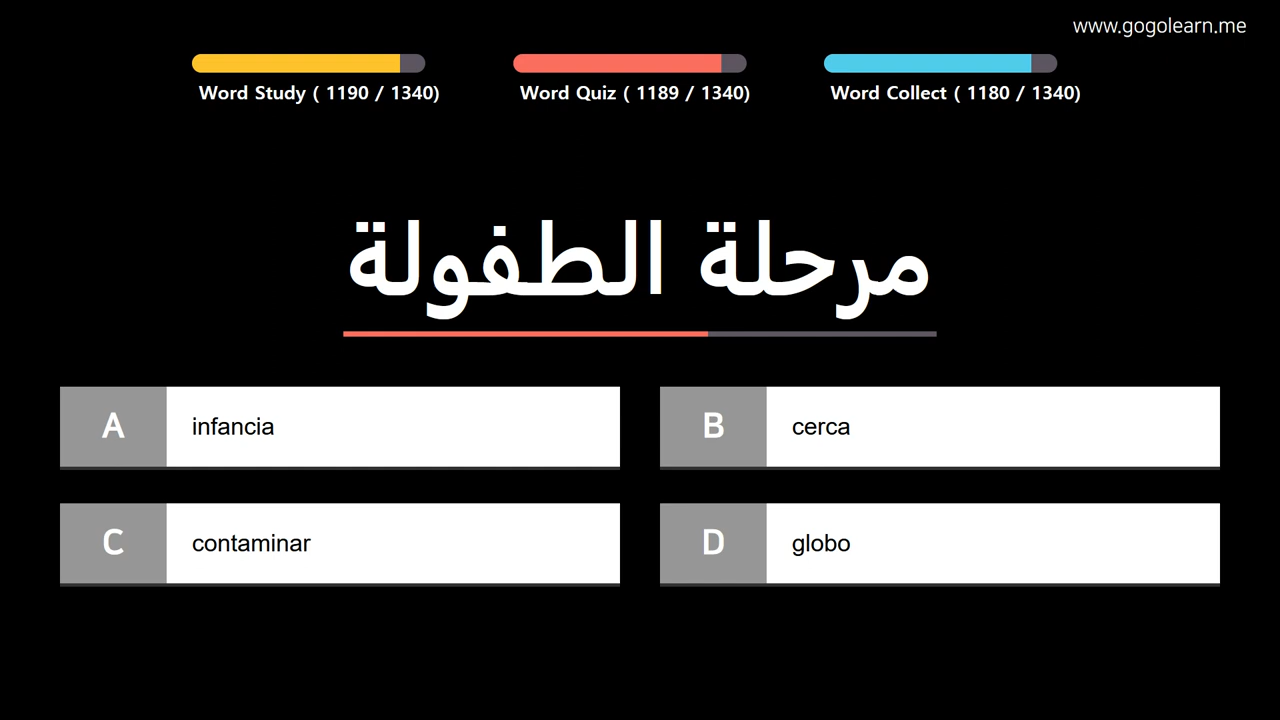 www.gogolearn.me
Word Study ( 1190 / 1340)
Word Quiz ( 1189 / 1340)
Word Collect ( 1180 / 1340)
مرحلة الطفولة
A infancia
B cerca
C contaminar
D globo